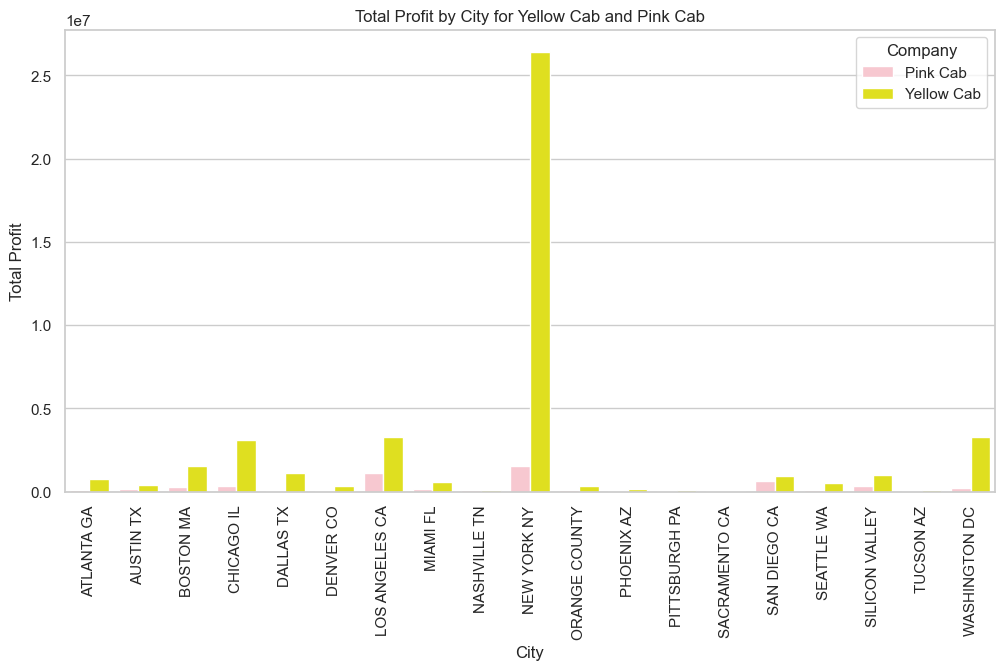 Total Profit by City for Yellow Cab and Pink Cab
1e7
Company
Pink Cab
Yellow Cab
2.5
2.0
1.5
1.0
0.5
0.0
Total Profit
ATLANTA GA
AUSTIN TX
BOSTON MA
CHICAGO IL
DALLAS TX
DENVER CO
LOS ANGELES CA
MIAMI FL
NASHVILLE TN
NEW YORK NY
ORANGE COUNTY
PHOENIX AZ
PITTSBURGH PA
SACRAMENTO CA
SAN DIEGO CA
SEATTLE WA
SILICON VALLEY
TUCSON AZ
WASHINGTON DC
City